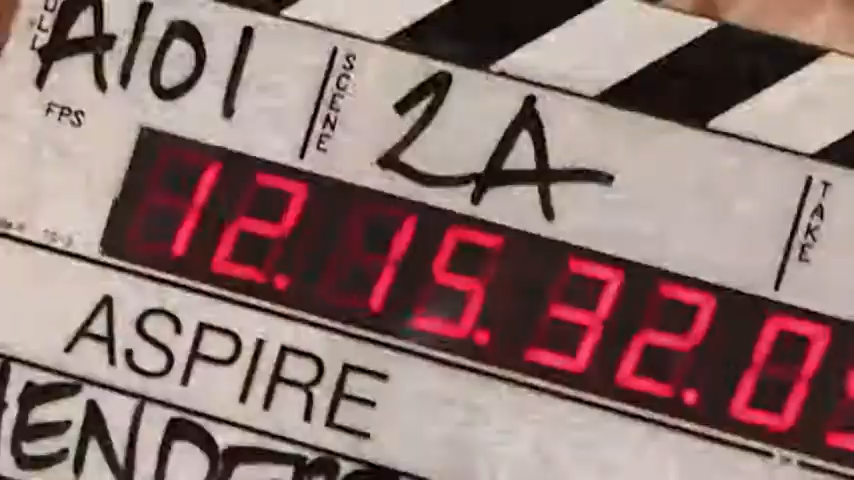 A101
SCENE
2A
TAKE
FPS
12.15.32.0
ASPIRE